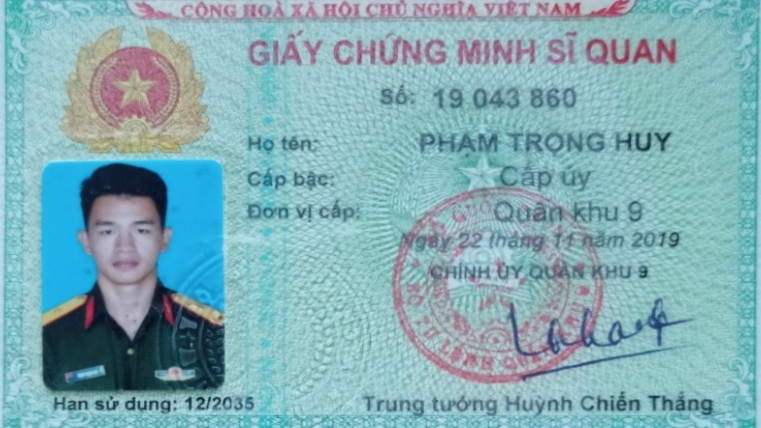 CỘNG HOÀ XÃ HỘI CHỦ NGHĨA VIỆT NAM
GIẤY CHỨNG MINH SĨ QUAN
Số: 19 043 860
Họ tên: PHẠM TRỌNG HUY
Cấp bậc: Cấp úy
Đơn vị cấp: Quân khu 9
Ngày 22 tháng 11 năm 2019
CHÍNH ỦY QUÂN KHU 9
Hạn sử dụng: 12/2035
Trung tướng Huỳnh Chiến Thắng